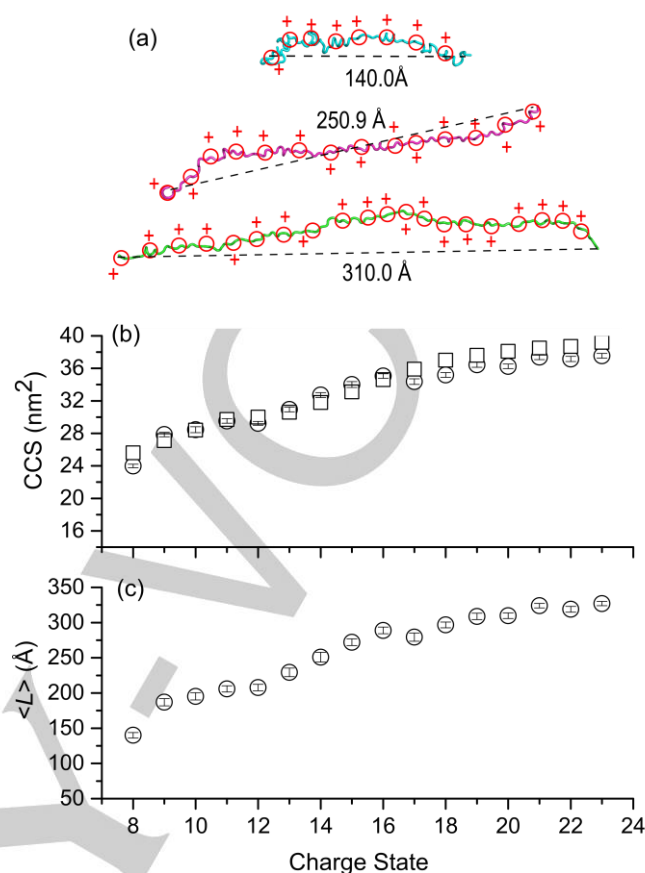 (a)
+ + + + + + + +
+
140.0Å
250.9 Å
+ + + + +
+ + + + + + + + +
310.0 Å
+ + + + + + + + + + + +
+ + + + + + +
(b)
CCS (nm²)
40
36
32
28
24
20
16
(c)
<L> (Å)
350
300
250
200
150
100
50
8 10 12 14 16 18 20 22 24
Charge State